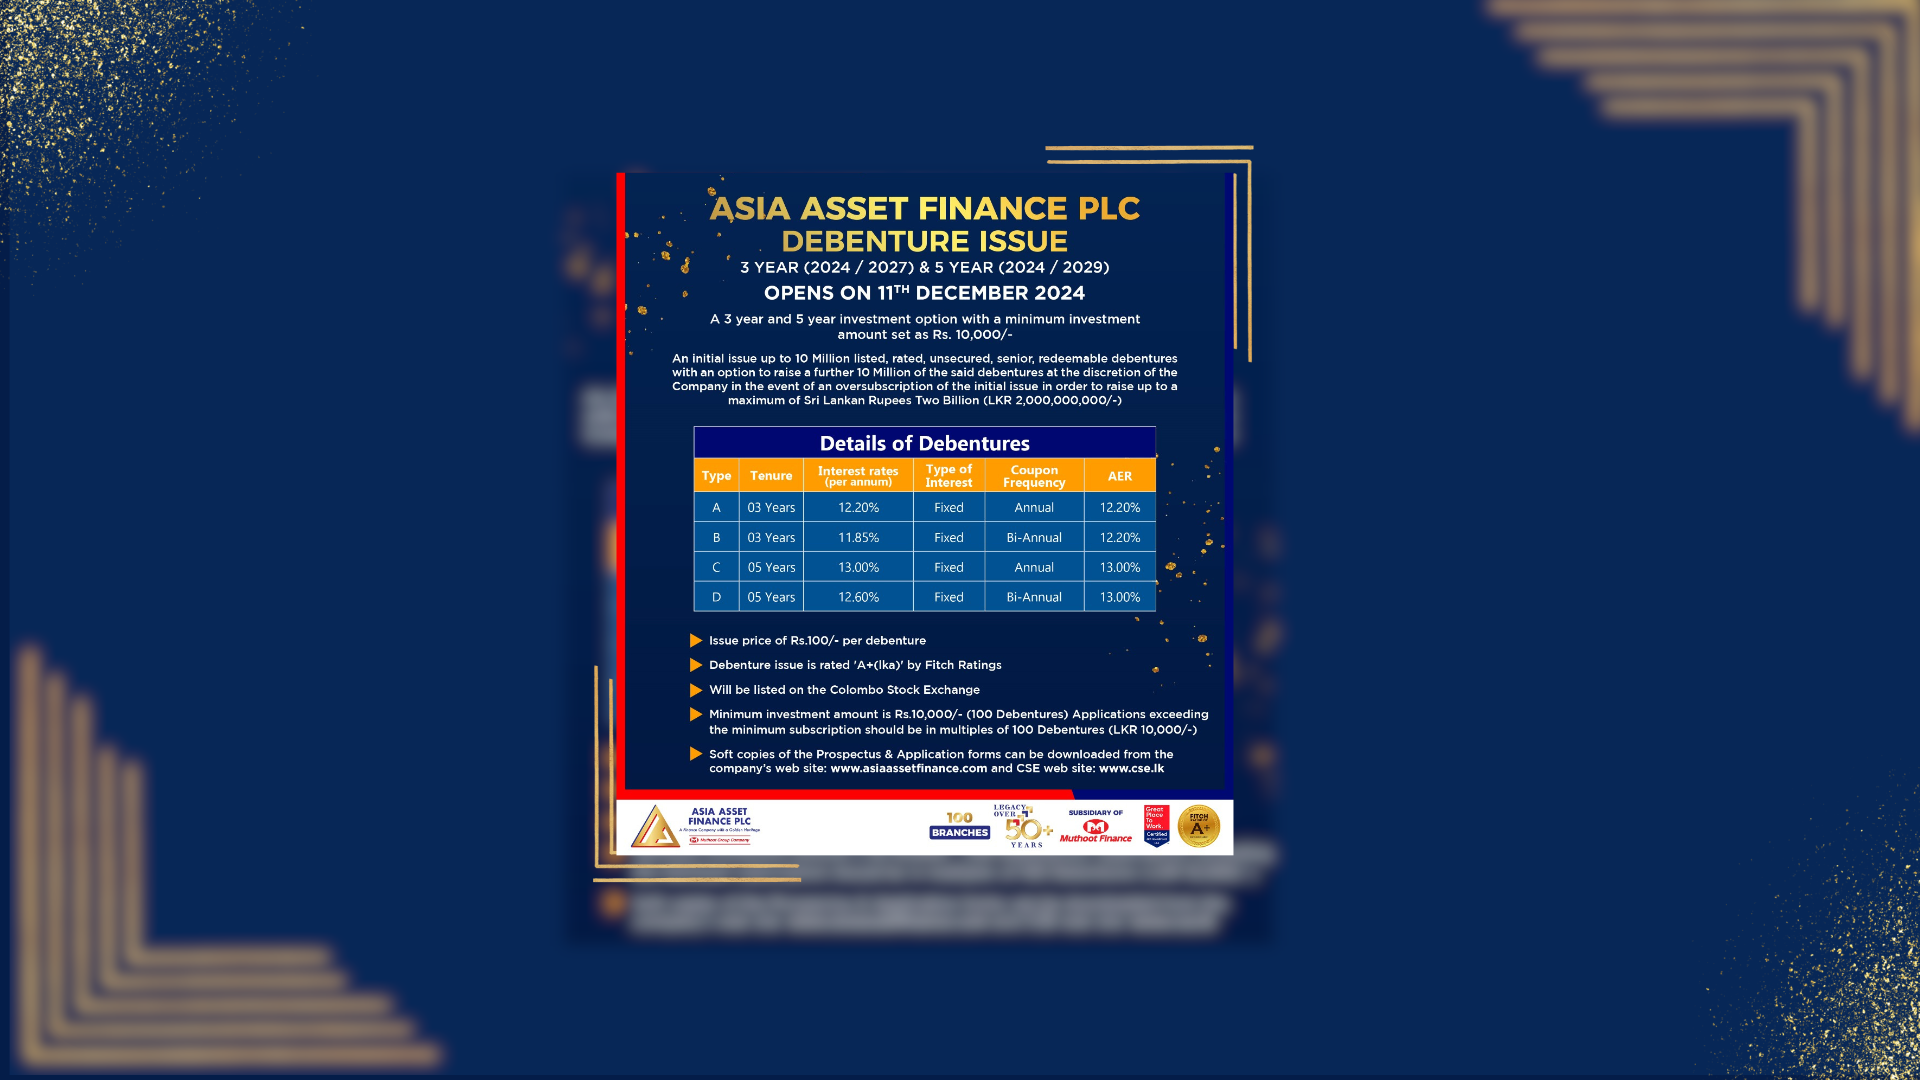 ASIA ASSET FINANCE PLC
DEBENTURE ISSUE
3 YEAR (2024 / 2027) & 5 YEAR (2024 / 2029)
OPENS ON 11TH DECEMBER 2024
A 3 year and 5 year investment option with a minimum investment
amount set as Rs. 10,000/-
An initial issue up to 10 Million listed, rated, unsecured, senior, redeemable debentures
with an option to raise a further 10 Million of the said debentures at the discretion of the
Company in the event of an oversubscription of the initial issue in order to raise up to a
maximum of Sri Lankan Rupees Two Billion (LKR 2,000,000,000/-)
Details of Debentures
Type Tenure Interest rates (per annum) Type of Interest Coupon Frequency AER
A 03 Years 12.20% Fixed Annual 12.20%
B 03 Years 11.85% Fixed Bi-Annual 12.20%
C 05 Years 13.00% Fixed Annual 13.00%
D 05 Years 12.60% Fixed Bi-Annual 13.00%
Issue price of Rs.100/- per debenture
Debenture issue is rated 'A+(lka)' by Fitch Ratings
Will be listed on the Colombo Stock Exchange
Minimum investment amount is Rs.10,000/- (100 Debentures) Applications exceeding
the minimum subscription should be in multiples of 100 Debentures (LKR 10,000/-)
Soft copies of the Prospectus & Application forms can be downloaded from the
company's web site: www.asiaassetfinance.com and CSE web site: www.cse.lk
ASIA ASSET
FINANCE PLC
A Finance Company with a Golden Heritage
Muthoot Group Company
100
BRANCHES
LEGACY
OVER
50+
YEARS
SUBSIDIARY OF
Muthoot Finance
Great
Place
To
Work.
Certified
FITCH
A+